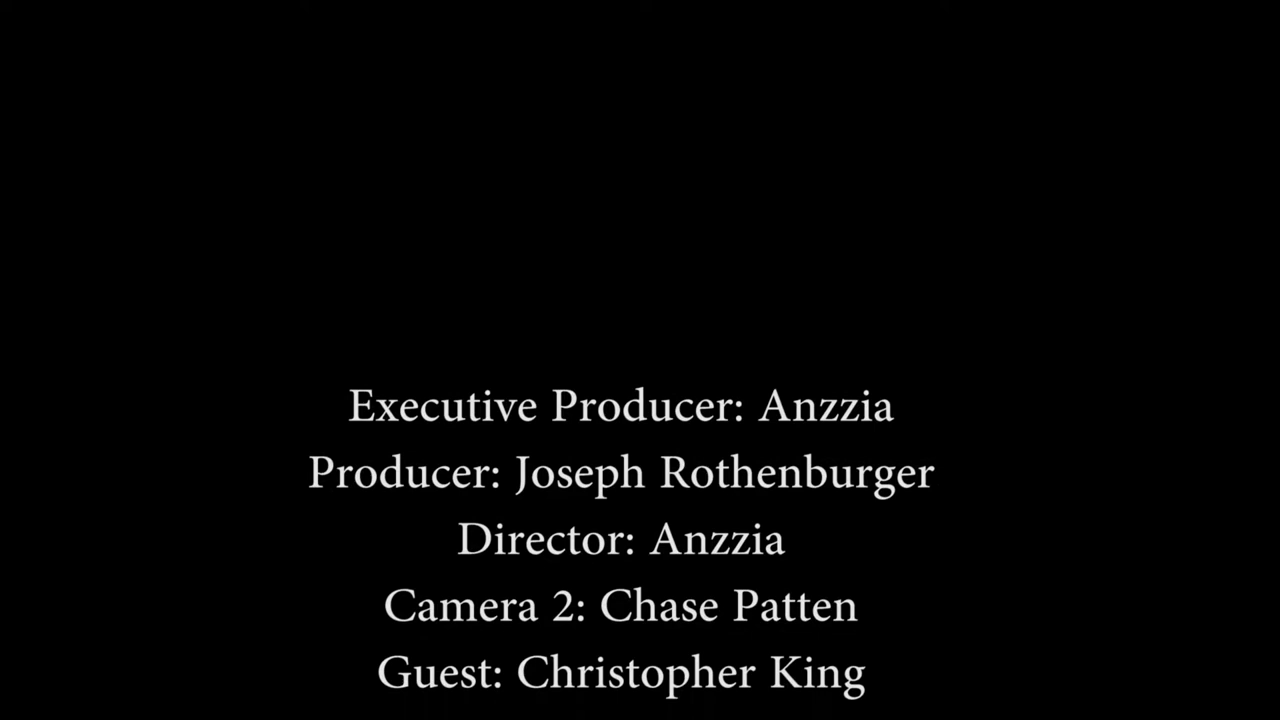 Executive Producer: Anzzia
Producer: Joseph Rothenburger
Director: Anzzia
Camera 2: Chase Patten
Guest: Christopher King